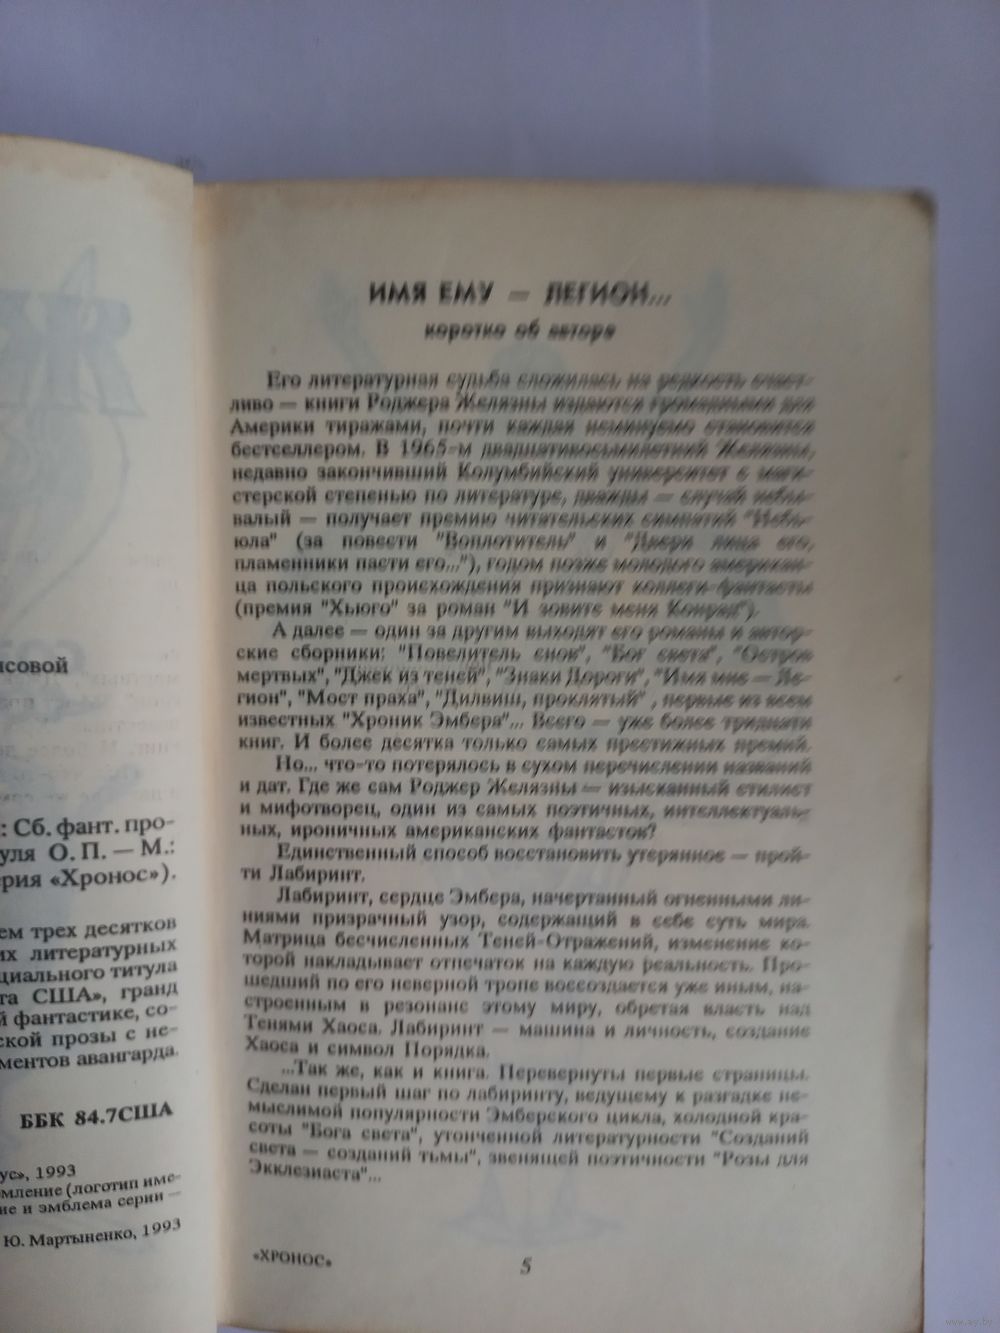 совой
: Сб. фант. про-
уля О. П. — М.:
рия «Хронос»).
ем трех десятков
их литературных
циального титула
та США», гранд
й фантастике, со-
ской прозы с не-
ментов авангарда.
ББК 84.7США
ус», 1993
мление (логотип име-
ие и эмблема серии —
Ю. Мартыненко, 1993
ИМЯ ЕМУ — ЛЕГИОН...
коротко об авторе
Его литературная судьба сложилась на редкость счаст-
ливо — книги Роджера Желязны издаются громадными для
Америки тиражами, почти каждая неминуемо становится
бестселлером. В 1965-м двадцативосьмилетний Желязны,
недавно закончивший Колумбийский университет с маги-
стерской степенью по литературе, дважды — случай небы-
валый — получает премию читательских симпатий "Небь-
юла" (за повести "Воплотитель" и "Двери лица его,
пламенники пасти его..."), годом позже молодого американ-
ца польского происхождения признают коллеги-фантасты
(премия "Хьюго" за роман "И зовите меня Конрад").
А далее — один за другим выходят его романы и автор-
ские сборники: "Повелитель снов", "Бог света", "Остров
мертвых", "Джек из теней", "Знаки Дороги", "Имя мне — Ле-
гион", "Мост праха", "Дилвиш, проклятый" , первые из всем
известных "Хроник Эмбера"... Всего — уже более тридцати
книг. И более десятка только самых престижных премий.
Но... что-то потерялось в сухом перечислении названий
и дат. Где же сам Роджер Желязны — изысканный стилист
и мифотворец, один из самых поэтичных, интеллектуаль-
ных, ироничных американских фантастов?
Единственный способ восстановить утерянное — прой-
ти Лабиринт.
Лабиринт, сердце Эмбера, начертанный огненными ли-
ниями призрачный узор, содержащий в себе суть мира.
Матрица бесчисленных Теней-Отражений, изменение ко-
торой накладывает отпечаток на каждую реальность. Про-
шедший по его неверной тропе воссоздается уже иным, на-
строенным в резонанс этому миру, обретая власть над
Тенями Хаоса. Лабиринт — машина и личность, создание
Хаоса и символ Порядка.
...Так же, как и книга. Перевернуты первые страницы.
Сделан первый шаг по лабиринту, ведущему к разгадке не-
мыслимой популярности Эмберского цикла, холодной кра-
соты "Бога света", утонченной литературности "Созданий
света — созданий тьмы", звенящей поэтичности "Розы для
Экклезиаста"...
«ХРОНОС»
5
www.ay.by